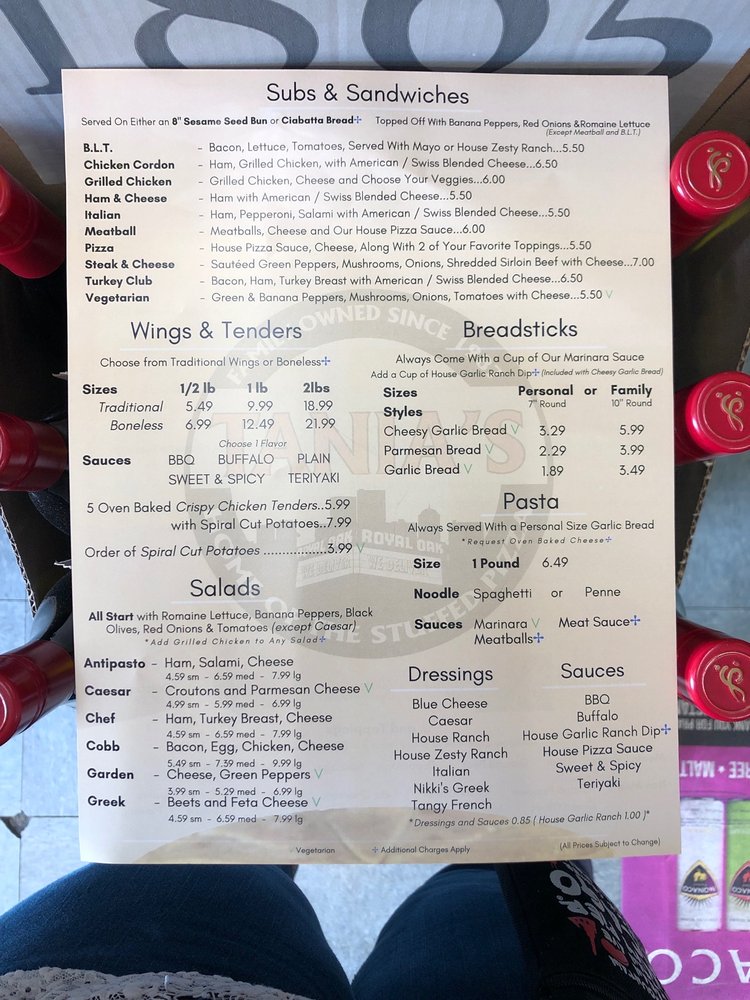 1805
Subs & Sandwiches
Served On Either an 8" Sesame Seed Bun or Ciabatta Bread+ Topped Off With Banana Peppers, Red Onions &Romaine Lettuce
(Except Meatball and B.L.T.)
B.L.T. - Bacon, Lettuce, Tomatoes, Served With Mayo or House Zesty Ranch...5.50
Chicken Cordon - Ham, Grilled Chicken, with American / Swiss Blended Cheese...6.50
Grilled Chicken - Grilled Chicken, Cheese and Choose Your Veggies...6.00
Ham & Cheese - Ham with American / Swiss Blended Cheese...5.50
Italian - Ham, Pepperoni, Salami with American / Swiss Blended Cheese...5.50
Meatball - Meatballs, Cheese and Our House Pizza Sauce...6.00
Pizza - House Pizza Sauce, Cheese, Along With 2 of Your Favorite Toppings...5.50
Steak & Cheese - Sautéed Green Peppers, Mushrooms, Onions, Shredded Sirloin Beef with Cheese...7.00
Turkey Club - Bacon, Ham, Turkey Breast with American / Swiss Blended Cheese...6.50
Vegetarian - Green & Banana Peppers, Mushrooms, Onions, Tomatoes with Cheese...5.50 V
Wings & Tenders
Choose from Traditional Wings or Boneless+
Sizes 1/2 lb 1 lb 2lbs
Traditional 5.49 9.99 18.99
Boneless 6.99 12.49 21.99
Choose 1 Flavor
Sauces BBQ BUFFALO PLAIN
SWEET & SPICY TERIYAKI
5 Oven Baked Crispy Chicken Tenders..5.99
with Spiral Cut Potatoes..7.99
Order of Spiral Cut Potatoes ................3.99 V
Salads
All Start with Romaine Lettuce, Banana Peppers, Black
Olives, Red Onions & Tomatoes (except Caesar)
*Add Grilled Chicken to Any Salad+
Antipasto - Ham, Salami, Cheese
4.59 sm - 6.59 med - 7.99 lg
Caesar - Croutons and Parmesan Cheese V
4.99 sm - 5.99 med - 6.99 lg
Chef - Ham, Turkey Breast, Cheese
4.59 sm - 6.59 med - 7.99 lg
Cobb - Bacon, Egg, Chicken, Cheese
5.49 sm - 7.39 med - 9.99 lg
Garden - Cheese, Green Peppers V
3.99 sm - 5.29 med - 6.99 lg
Greek - Beets and Feta Cheese V
4.59 sm - 6.59 med - 7.99 lg
Breadsticks
Always Come With a Cup of Our Marinara Sauce
Add a Cup of House Garlic Ranch Dip+ (Included with Cheesy Garlic Bread)
Sizes Personal or Family
7" Round 10" Round
Styles
Cheesy Garlic Bread V 3.29 5.99
Parmesan Bread V 2.29 3.99
Garlic Bread V 1.89 3.49
Pasta
Always Served With a Personal Size Garlic Bread
*Request Oven Baked Cheese+
Size 1 Pound 6.49
Noodle Spaghetti or Penne
Sauces Marinara V Meat Sauce+
Meatballs+
Dressings
Blue Cheese
Caesar
House Ranch
House Zesty Ranch
Italian
Nikki's Greek
Tangy French
Sauces
BBQ
Buffalo
House Garlic Ranch Dip+
House Pizza Sauce
Sweet & Spicy
Teriyaki
*Dressings and Sauces 0.85 ( House Garlic Ranch 1.00 )*
V Vegetarian + Additional Charges Apply (All Prices Subject to Change)
FAMILY OWNED SINCE
TANIA'S
ROYAL OAK
HOME OF THE STUFFED PIZZA